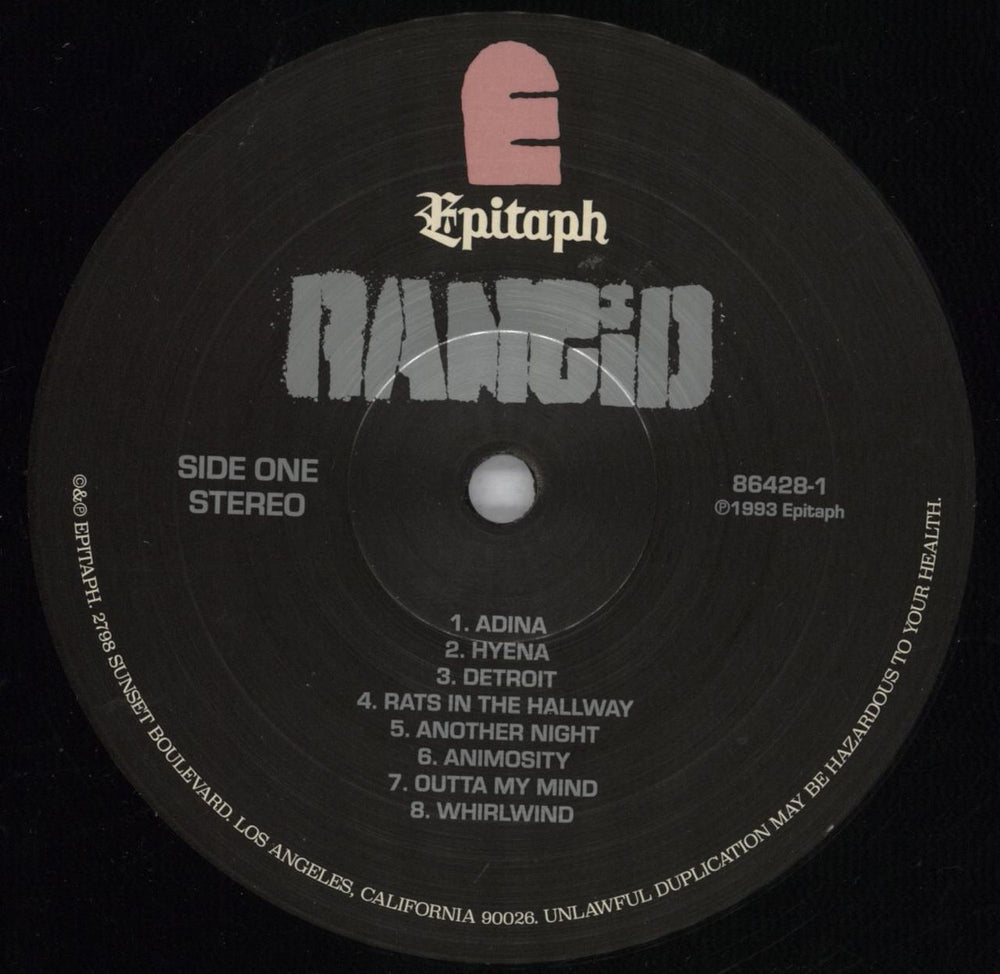 E
Epitaph
RANCiD
SIDE ONE
STEREO
86428-1
℗1993 Epitaph
1. ADINA
2. HYENA
3. DETROIT
4. RATS IN THE HALLWAY
5. ANOTHER NIGHT
6. ANIMOSITY
7. OUTTA MY MIND
8. WHIRLWIND
©&℗ EPITAPH. 2798 SUNSET BOULEVARD. LOS ANGELES, CALIFORNIA 90026. UNLAWFUL DUPLICATION MAY BE HAZARDOUS TO YOUR HEALTH.